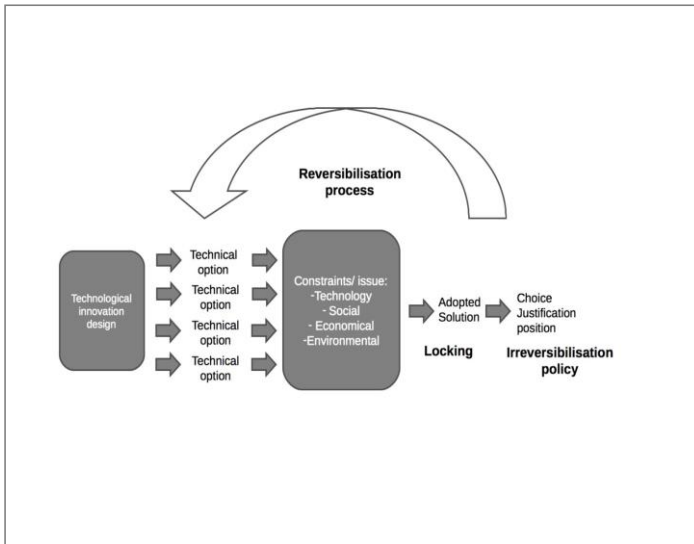 Reversibilisation
process
Technological
innovation
design
Technical
option
Technical
option
Technical
option
Technical
option
Constraints/ issue:
-Technology
- Social
- Economical
-Environmental
Adopted
Solution
Locking
Choice
Justification
position
Irreversibilisation
policy